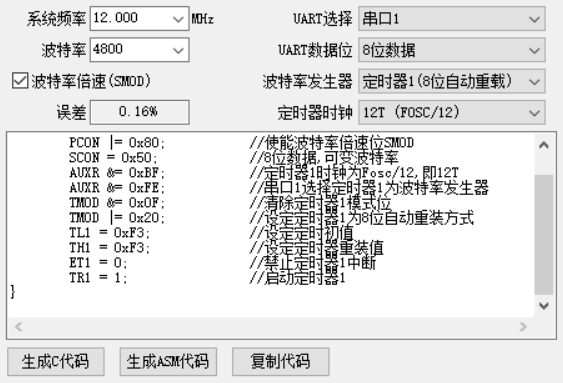 系统频率 12.000 MHz UART选择 串口1
波特率 4800 UART数据位 8位数据
波特率倍速(SMOD) 波特率发生器 定时器1(8位自动重载)
误差 0.16% 定时器时钟 12T (FOSC/12)
PCON |= 0x80; //使能波特率倍速位SMOD
SCON = 0x50; //8位数据,可变波特率
AUXR &= 0xBF; //定时器1时钟为Fosc/12,即12T
AUXR &= 0xFE; //串口1选择定时器1为波特率发生器
TMOD &= 0x0F; //清除定时器1模式位
TMOD |= 0x20; //设定定时器1为8位自动重装方式
TL1 = 0xF3; //设定定时初值
TH1 = 0xF3; //设定定时器重装值
ET1 = 0; //禁止定时器1中断
TR1 = 1; //启动定时器1
}
生成C代码 生成ASM代码 复制代码